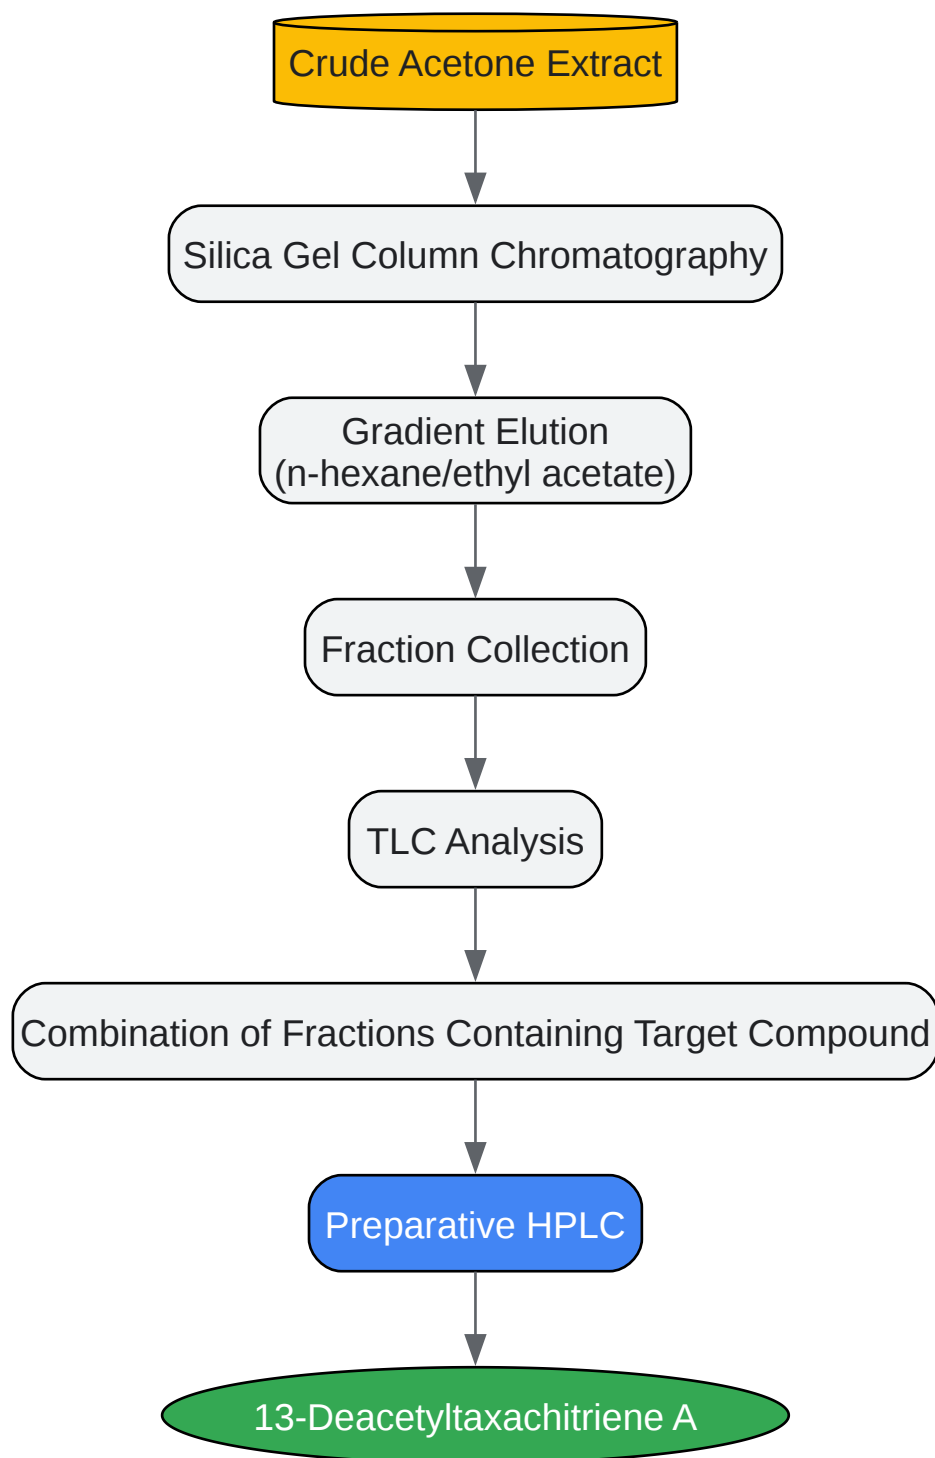 Crude Acetone Extract
Silica Gel Column Chromatography
Gradient Elution
(n-hexane/ethyl acetate)
Fraction Collection
TLC Analysis
Combination of Fractions Containing Target Compound
Preparative HPLC
13-Deacetyltaxachitriene A